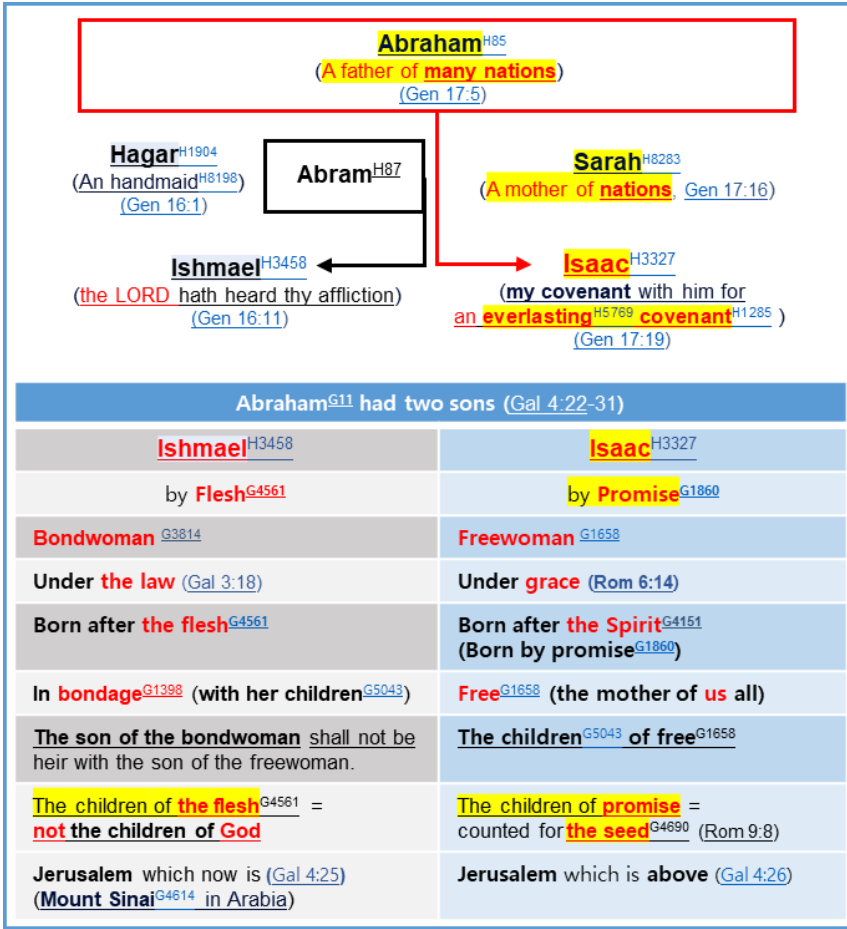 AbrahamH85
(A father of many nations)
(Gen 17:5)
HagarH1904
(An handmaidH8198)
(Gen 16:1)
AbramH87
SarahH8283
(A mother of nations, Gen 17:16)
IshmaelH3458
(the LORD hath heard thy affliction)
(Gen 16:11)
IsaacH3327
(my covenant with him for
an everlastingH5769 covenantH1285 )
(Gen 17:19)
AbrahamG11 had two sons (Gal 4:22-31)
IshmaelH3458
IsaacH3327
by FleshG4561
by PromiseG1860
Bondwoman G3814
Freewoman G1658
Under the law (Gal 3:18)
Under grace (Rom 6:14)
Born after the fleshG4561
Born after the SpiritG4151
(Born by promiseG1860)
In bondageG1398 (with her childrenG5043)
FreeG1658 (the mother of us all)
The son of the bondwoman shall not be
heir with the son of the freewoman.
The childrenG5043 of freeG1658
The children of the fleshG4561 =
not the children of God
The children of promise =
counted for the seedG4690 (Rom 9:8)
Jerusalem which now is (Gal 4:25)
(Mount SinaiG4614 in Arabia)
Jerusalem which is above (Gal 4:26)